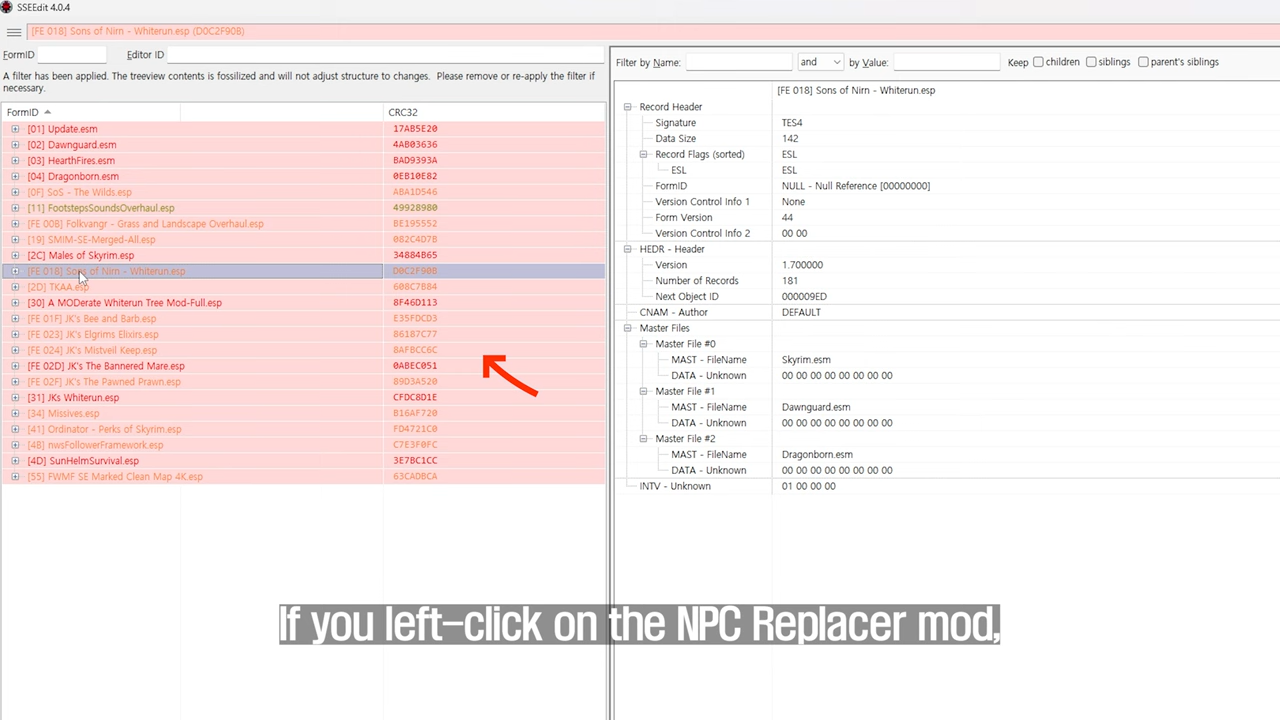 SSEEdit 4.0.4
[FE 018] Sons of Nirn - Whiterun.esp (D0C2F90B)
FormID
Editor ID
A filter has been applied. The treeview contents is fossilized and will not adjust structure to changes. Please remove or re-apply the filter if
necessary.
FormID CRC32
[01] Update.esm 17AB5E20
[02] Dawnguard.esm 4AB03636
[03] HearthFires.esm BAD9393A
[04] Dragonborn.esm 0EB10E82
[0F] SoS - The Wilds.esp ABA1D546
[11] FootstepsSoundsOverhaul.esp 49928980
[FE 00B] Folkvangr - Grass and Landscape Overhaul.esp BE195552
[19] SMIM-SE-Merged-All.esp 082C4D7B
[2C] Males of Skyrim.esp 34884B65
[FE 018] Sons of Nirn - Whiterun.esp D0C2F90B
[2D] TKAA.esp 608C7B84
[30] A MODerate Whiterun Tree Mod-Full.esp 8F46D113
[FE 01F] JK's Bee and Barb.esp E35FDCD3
[FE 023] JK's Elgrims Elixirs.esp 86187C77
[FE 024] JK's Mistveil Keep.esp 8AFBCC6C
[FE 02D] JK's The Bannered Mare.esp 0ABEC051
[FE 02F] JK's The Pawned Prawn.esp 89D3A520
[31] JKs Whiterun.esp CFDC8D1E
[34] Missives.esp B16AF720
[41] Ordinator - Perks of Skyrim.esp FD4721C0
[4B] nwsFollowerFramework.esp C7E3F0FC
[4D] SunHelmSurvival.esp 3E7BC1CC
[55] FWMF SE Marked Clean Map 4K.esp 63CADBCA
Filter by Name: and by Value: Keep children siblings parent's siblings
[FE 018] Sons of Nirn - Whiterun.esp
Record Header
Signature TES4
Data Size 142
Record Flags (sorted) ESL
ESL ESL
FormID NULL - Null Reference [00000000]
Version Control Info 1 None
Form Version 44
Version Control Info 2 00 00
HEDR - Header
Version 1.700000
Number of Records 181
Next Object ID 000009ED
CNAM - Author DEFAULT
Master Files
Master File #0
MAST - FileName Skyrim.esm
DATA - Unknown 00 00 00 00 00 00 00 00
Master File #1
MAST - FileName Dawnguard.esm
DATA - Unknown 00 00 00 00 00 00 00 00
Master File #2
MAST - FileName Dragonborn.esm
DATA - Unknown 00 00 00 00 00 00 00 00
INTV - Unknown 01 00 00 00
If you left-click on the NPC Replacer mod,